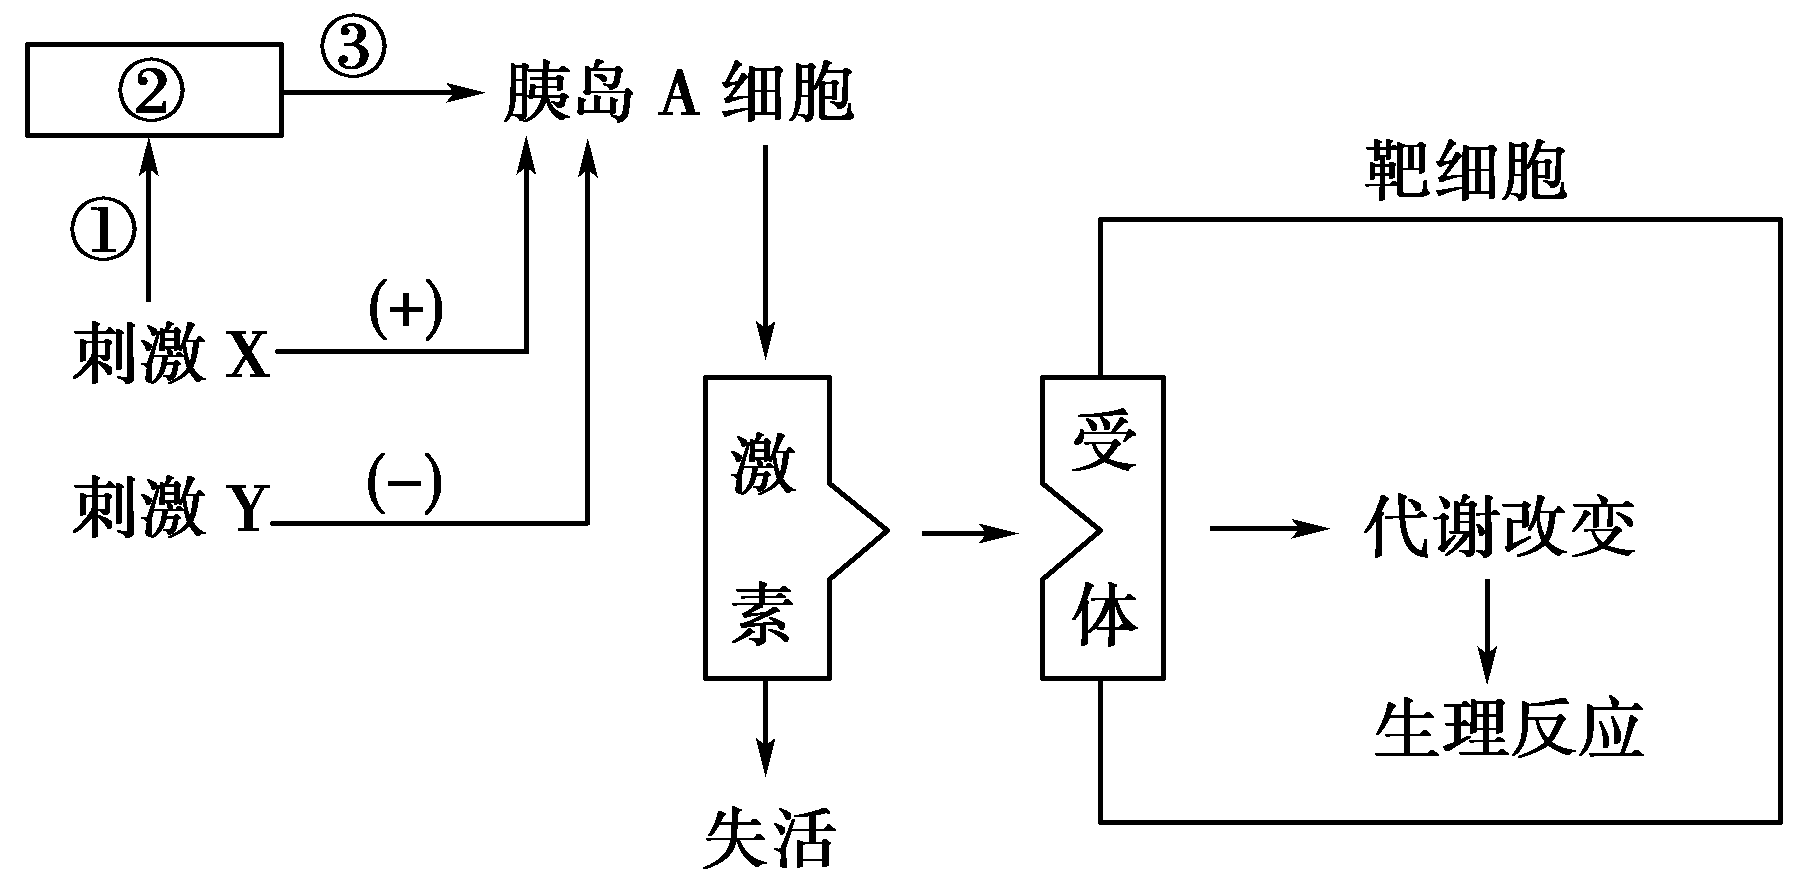 ③
② 胰岛 A 细胞
靶细胞
①
刺激 X (+)
刺激 Y (−)
激素
受体
代谢改变
生理反应
失活